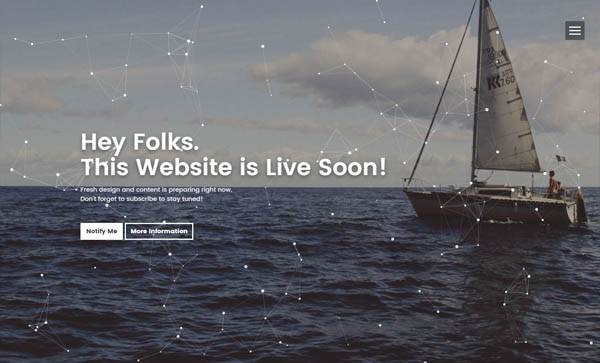 Hey Folks.
This Website is Live Soon!
Fresh design and content is preparing right now.
Don't forget to subscribe to stay tuned!
Notify Me
More Information